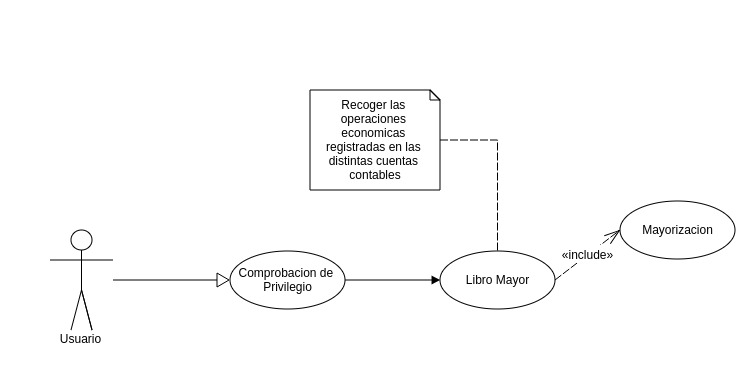 Recoger las
operaciones
economicas
registradas en las
distintas cuentas
contables
Mayorizacion
«include»
Comprobacion de
Privilegio
Libro Mayor
Usuario